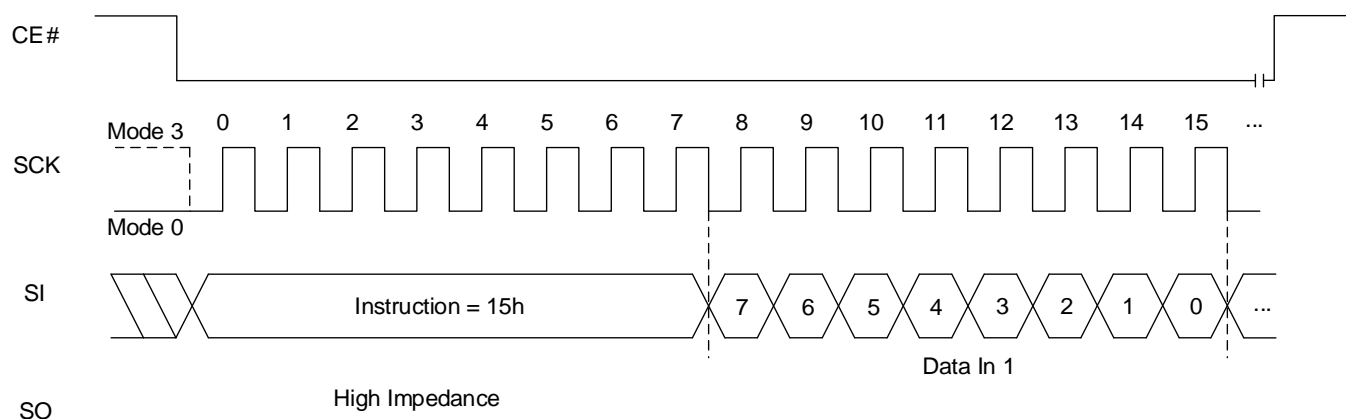 CE#
Mode 3 0 1 2 3 4 5 6 7 8 9 10 11 12 13 14 15 ...
SCK
Mode 0
SI Instruction = 15h 7 6 5 4 3 2 1 0 ...
Data In 1
High Impedance
SO